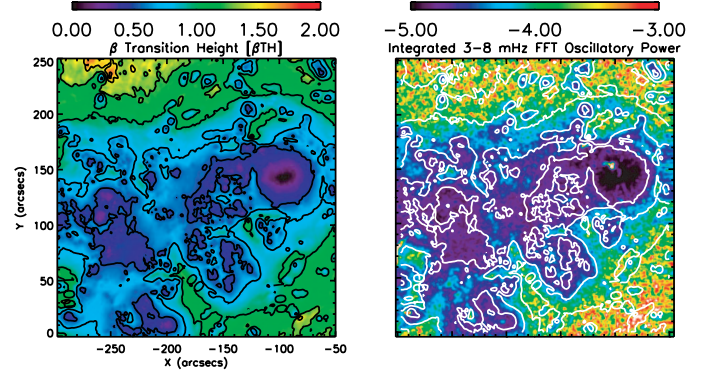 0.00 0.50 1.00 1.50 2.00
β Transition Height [βTH]
-5.00 -4.00 -3.00
Integrated 3-8 mHz FFT Oscillatory Power
250
200
150
100
50
0
Y (arcsecs)
-250 -200 -150 -100 -50
X (arcsecs)